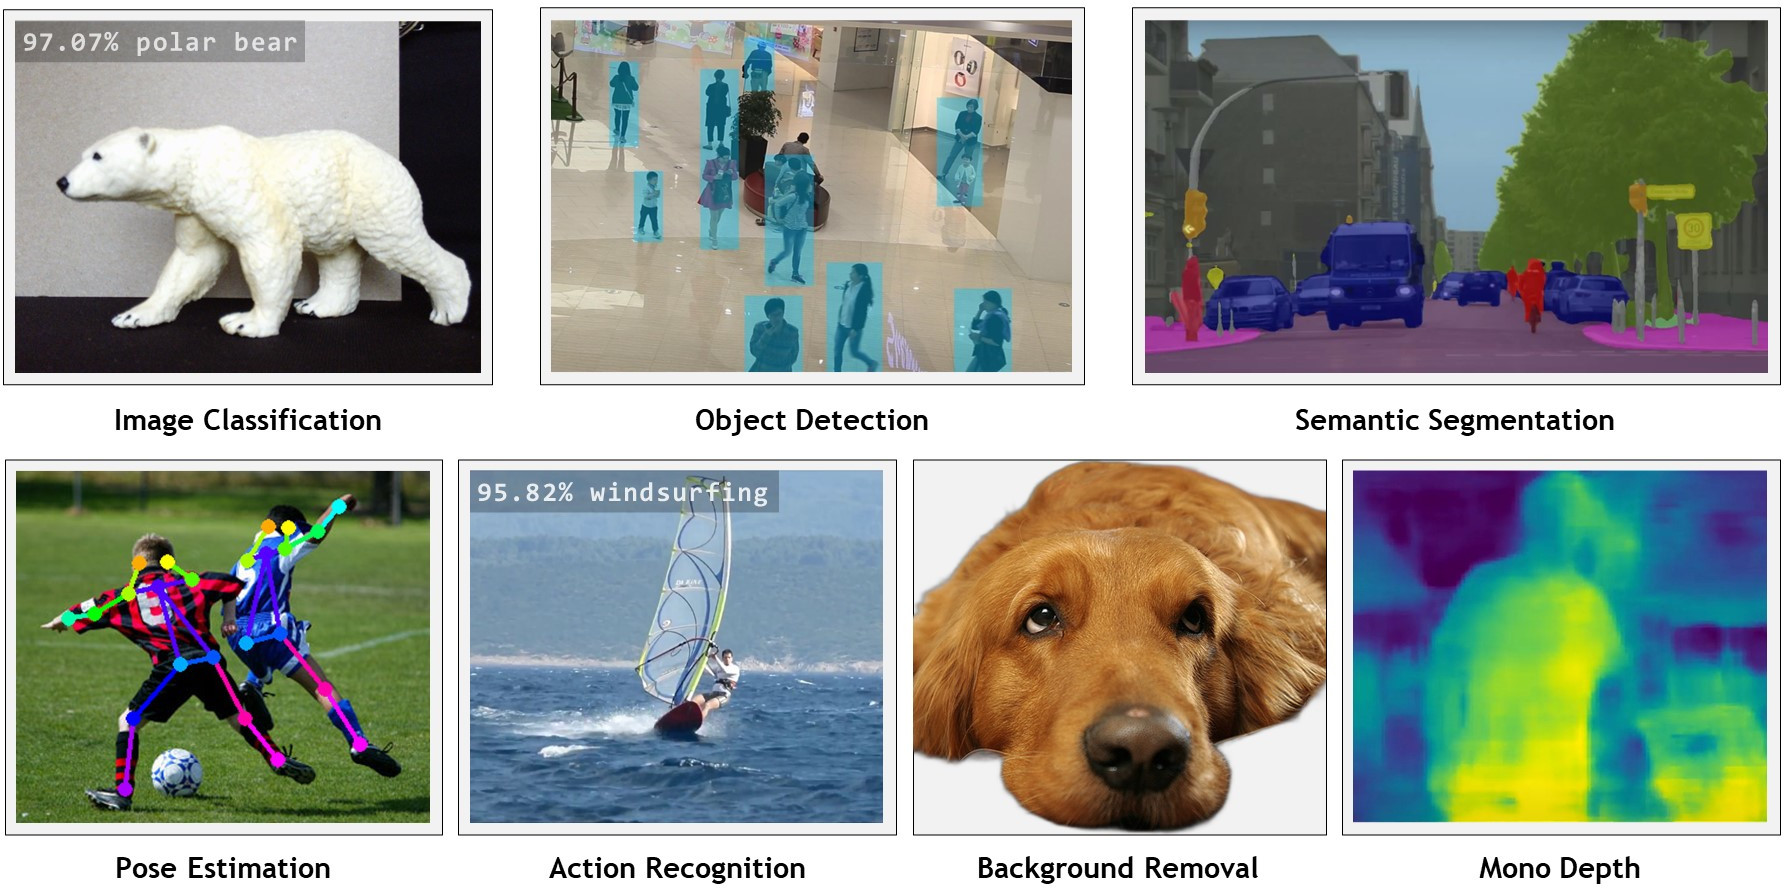 97.07% polar bear
Image Classification
Object Detection
Semantic Segmentation
95.82% windsurfing
Pose Estimation
Action Recognition
Background Removal
Mono Depth